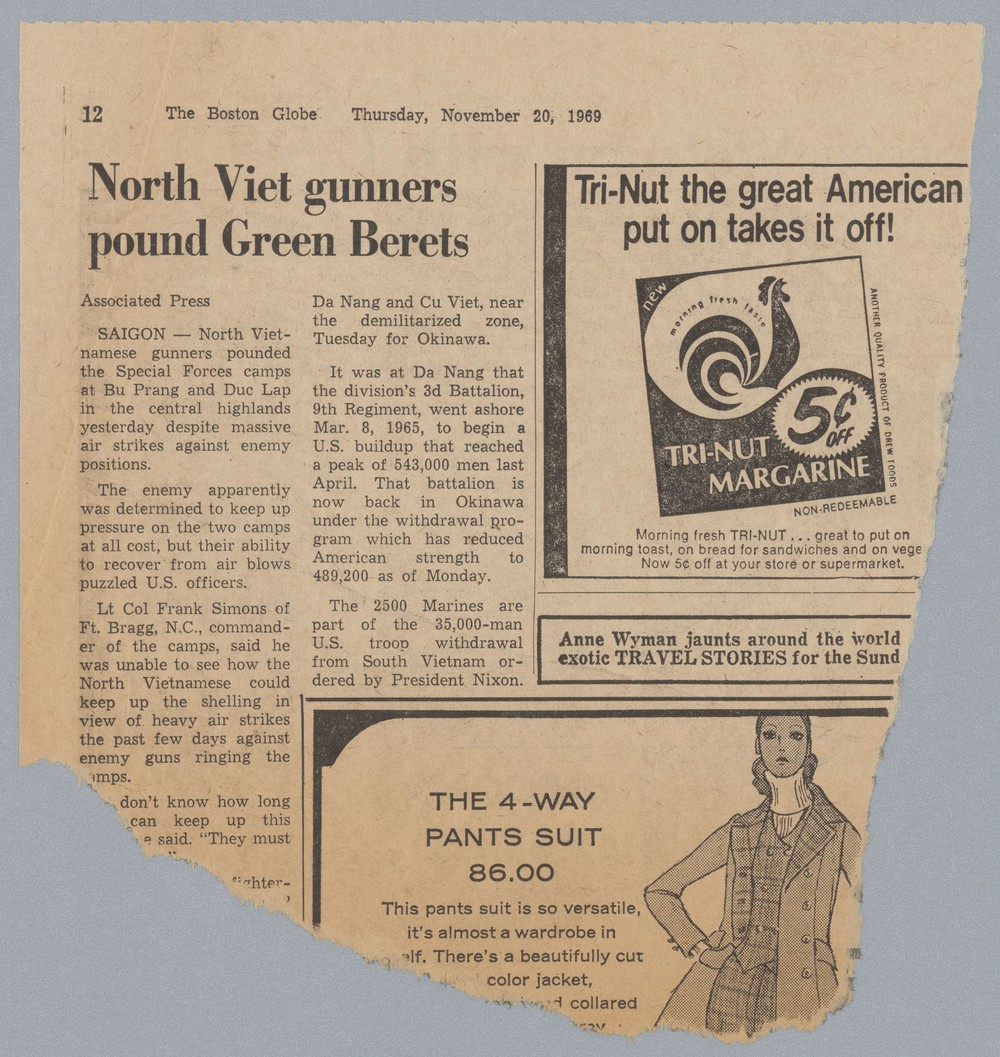 12 The Boston Globe Thursday, November 20, 1969
North Viet gunners
pound Green Berets
Associated Press
SAIGON — North Viet-
namese gunners pounded
the Special Forces camps
at Bu Prang and Duc Lap
in the central highlands
yesterday despite massive
air strikes against enemy
positions.
The enemy apparently
was determined to keep up
pressure on the two camps
at all cost, but their ability
to recover from air blows
puzzled U.S. officers.
Lt Col Frank Simons of
Ft. Bragg, N.C., command-
er of the camps, said he
was unable to see how the
North Vietnamese could
keep up the shelling in
view of heavy air strikes
the past few days against
enemy guns ringing the
amps.
don't know how long
can keep up this
e said. “They must
ighter-
Da Nang and Cu Viet, near
the demilitarized zone,
Tuesday for Okinawa.
It was at Da Nang that
the division's 3d Battalion,
9th Regiment, went ashore
Mar. 8, 1965, to begin a
U.S. buildup that reached
a peak of 543,000 men last
April. That battalion is
now back in Okinawa
under the withdrawal pro-
gram which has reduced
American strength to
489,200 as of Monday.
The 2500 Marines are
part of the 35,000-man
U.S. troop withdrawal
from South Vietnam or-
dered by President Nixon.
Tri-Nut the great American
put on takes it off!
new
morning fresh taste
5¢
OFF
TRI-NUT
MARGARINE
ANOTHER QUALITY PRODUCT OF DREW FOODS
NON-REDEEMABLE
Morning fresh TRI-NUT ... great to put on
morning toast, on bread for sandwiches and on vege
Now 5¢ off at your store or supermarket.
Anne Wyman jaunts around the world
exotic TRAVEL STORIES for the Sund
THE 4-WAY
PANTS SUIT
86.00
This pants suit is so versatile,
it's almost a wardrobe in
elf. There's a beautifully cut
color jacket,
collared